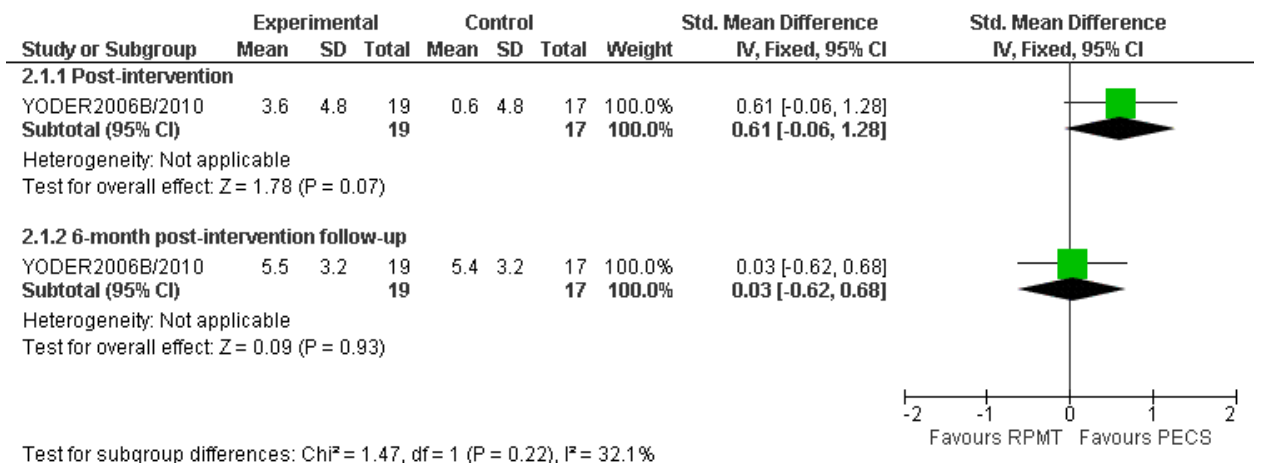 Experimental Control Std. Mean Difference Std. Mean Difference
Study or Subgroup Mean SD Total Mean SD Total Weight IV, Fixed, 95% CI IV, Fixed, 95% CI
2.1.1 Post-intervention
YODER2006B/2010 3.6 4.8 19 0.6 4.8 17 100.0% 0.61 [-0.06, 1.28]
Subtotal (95% CI) 19 17 100.0% 0.61 [-0.06, 1.28]
Heterogeneity: Not applicable
Test for overall effect: Z = 1.78 (P = 0.07)
2.1.2 6-month post-intervention follow-up
YODER2006B/2010 5.5 3.2 19 5.4 3.2 17 100.0% 0.03 [-0.62, 0.68]
Subtotal (95% CI) 19 17 100.0% 0.03 [-0.62, 0.68]
Heterogeneity: Not applicable
Test for overall effect: Z = 0.09 (P = 0.93)
-2 -1 0 1 2
Favours RPMT Favours PECS
Test for subgroup differences: Chi² = 1.47, df = 1 (P = 0.22), I² = 32.1%